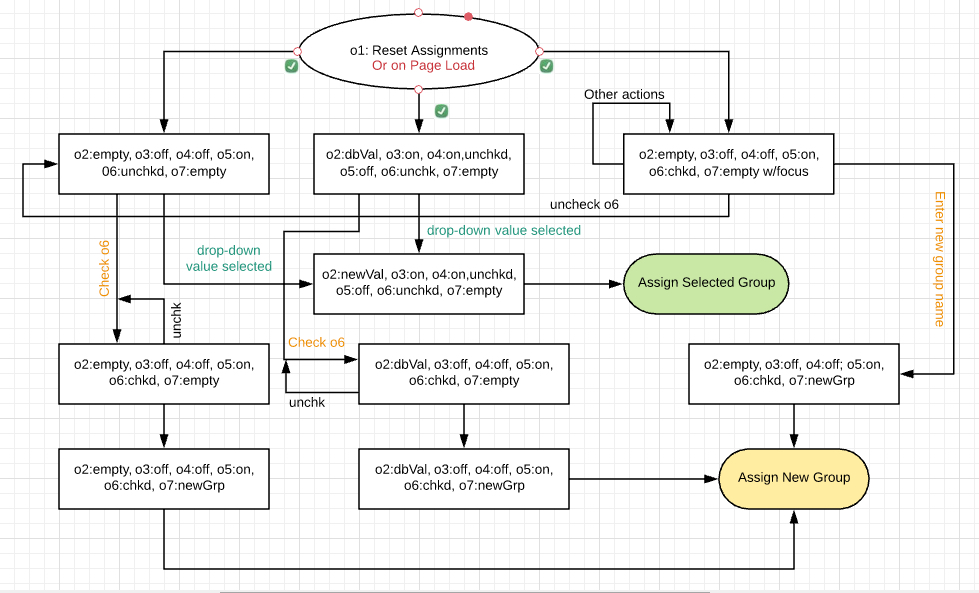 o1: Reset Assignments
Or on Page Load
Other actions
o2:empty, o3:off, o4:off, o5:on,
06:unchkd, o7:empty
o2:dbVal, o3:on, o4:on,unchkd,
o5:off, o6:unchk, o7:empty
o2:empty, o3:off, o4:off, o5:on,
o6:chkd, o7:empty w/focus
uncheck o6
Enter new group name
drop-down value selected
Check o6
drop-down
value selected
o2:newVal, o3:on, o4:on,unchkd,
o5:off, o6:unchkd, o7:empty
Assign Selected Group
unchk
Check o6
o2:empty, o3:off, o4:off, o5:on,
o6:chkd, o7:empty
o2:dbVal, o3:off, o4:off, o5:on,
o6:chkd, o7:empty
o2:empty, o3:off, o4:off; o5:on,
o6:chkd, o7:newGrp
unchk
o2:empty, o3:off, o4:off, o5:on,
o6:chkd, o7:newGrp
o2:dbVal, o3:off, o4:off, o5:on,
o6:chkd, o7:newGrp
Assign New Group